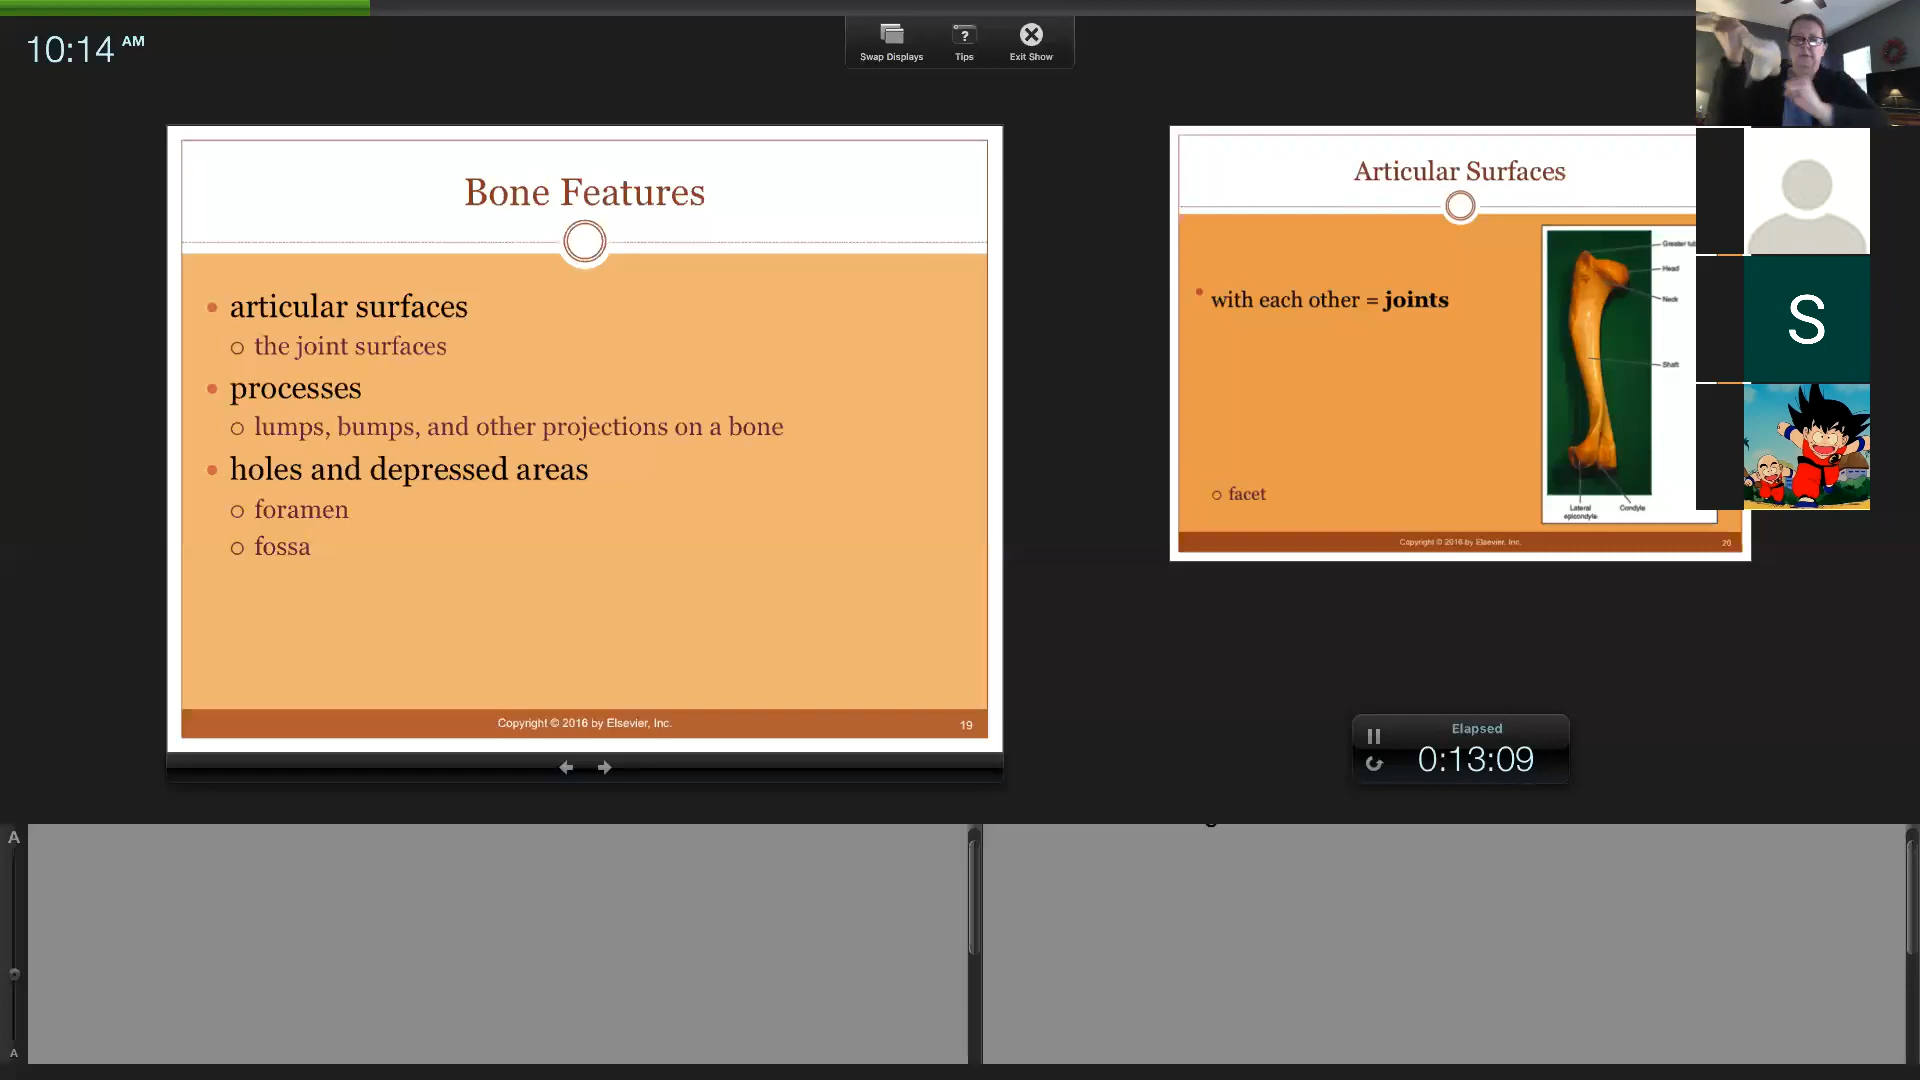 10:14 AM
Swap Displays
Tips
Exit Show
Bone Features
articular surfaces
the joint surfaces
processes
lumps, bumps, and other projections on a bone
holes and depressed areas
foramen
fossa
Copyright © 2016 by Elsevier, Inc.
19
Articular Surfaces
with each other = joints
facet
Greater
Head
Neck
Shaft
Lateral
epicondyle
Condyle
Copyright © 2016 by Elsevier, Inc.
20
S
Elapsed
0:13:09
A
A